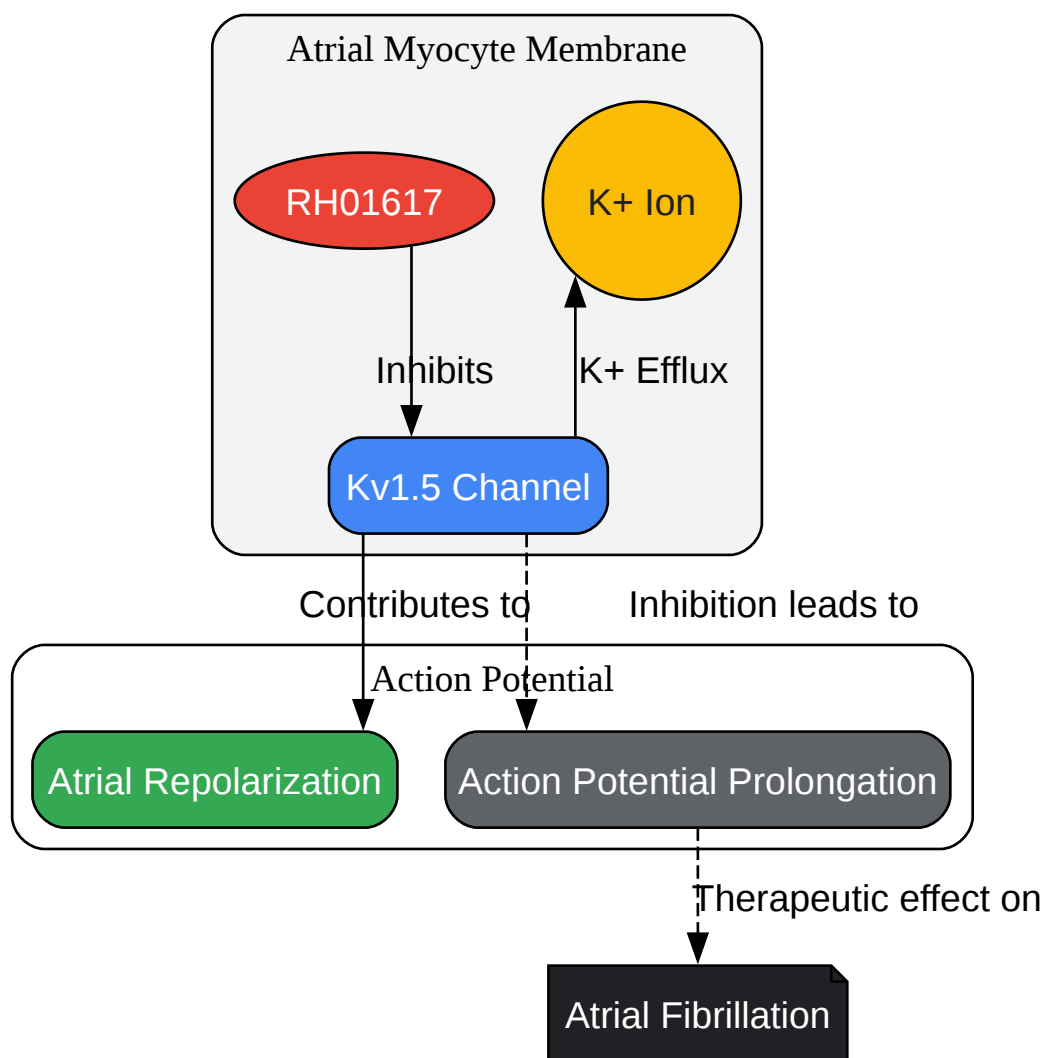 Atrial Myocyte Membrane
RH01617
K+ Ion
Inhibits
K+ Efflux
Kv1.5 Channel
Contributes to
Inhibition leads to
Action Potential
Atrial Repolarization
Action Potential Prolongation
Therapeutic effect on
Atrial Fibrillation